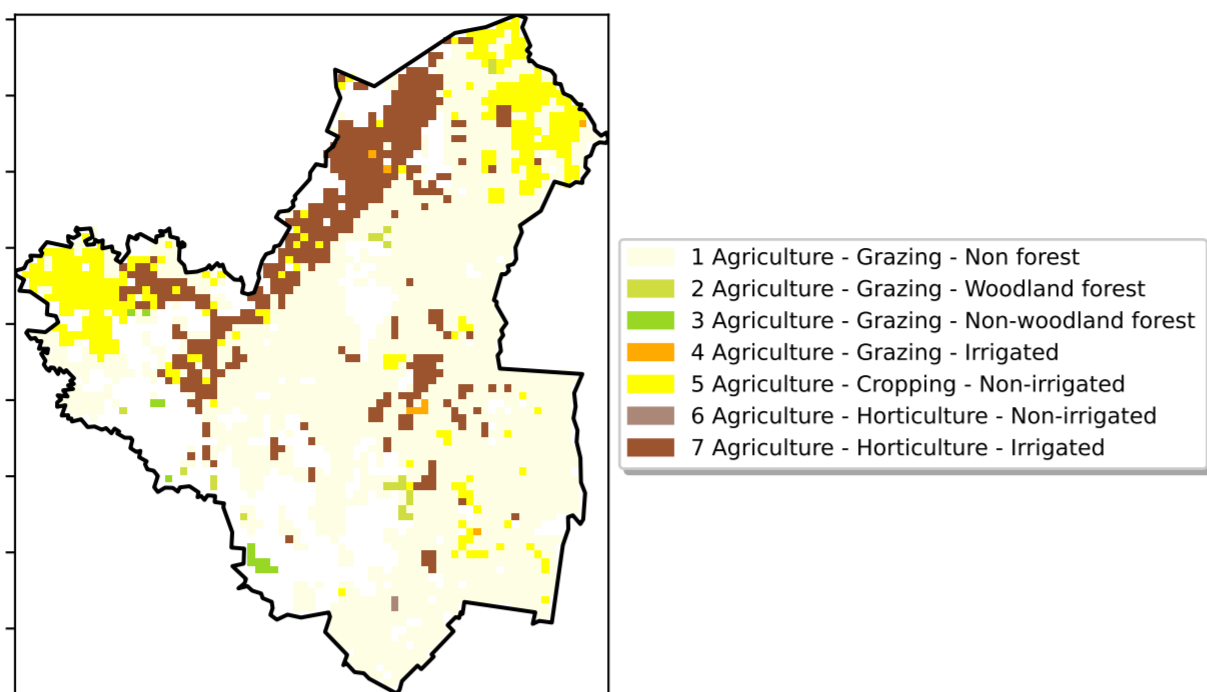 1 Agriculture - Grazing - Non forest
2 Agriculture - Grazing - Woodland forest
3 Agriculture - Grazing - Non-woodland forest
4 Agriculture - Grazing - Irrigated
5 Agriculture - Cropping - Non-irrigated
6 Agriculture - Horticulture - Non-irrigated
7 Agriculture - Horticulture - Irrigated